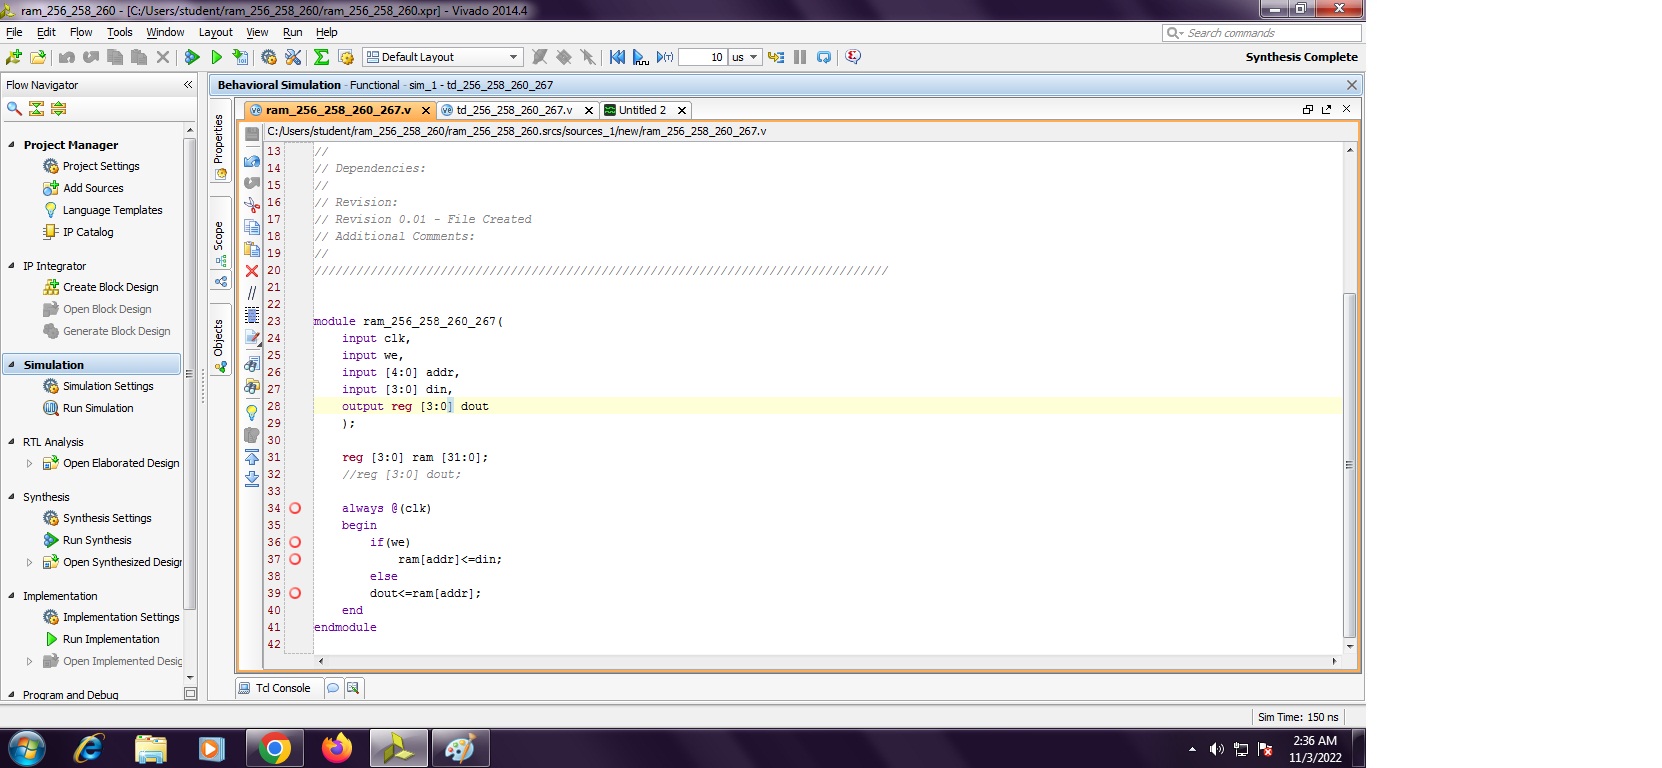 ram_256_258_260 - [C:/Users/student/ram_256_258_260/ram_256_258_260.xpr] - Vivado 2014.4
File Edit Flow Tools Window Layout View Run Help
Search commands
Default Layout
10 us
Synthesis Complete
Flow Navigator
Project Manager
Project Settings
Add Sources
Language Templates
IP Catalog
IP Integrator
Create Block Design
Open Block Design
Generate Block Design
Simulation
Simulation Settings
Run Simulation
RTL Analysis
Open Elaborated Design
Synthesis
Synthesis Settings
Run Synthesis
Open Synthesized Desigr
Implementation
Implementation Settings
Run Implementation
Open Implemented Desig
Program and Debug
Behavioral Simulation - Functional - sim_1 - td_256_258_260_267
Properties
Scope
Objects
ram_256_258_260_267.v td_256_258_260_267.v Untitled 2
C:/Users/student/ram_256_258_260/ram_256_258_260.srcs/sources_1/new/ram_256_258_260_267.v
13 //
14 // Dependencies:
15 //
16 // Revision:
17 // Revision 0.01 - File Created
18 // Additional Comments:
19 //
20 //////////////////////////////////////////////////////////////////////////////////
21
22
23 module ram_256_258_260_267(
24 input clk,
25 input we,
26 input [4:0] addr,
27 input [3:0] din,
28 output reg [3:0] dout
29 );
30
31 reg [3:0] ram [31:0];
32 //reg [3:0] dout;
33
34 always @(clk)
35 begin
36 if(we)
37 ram[addr]<=din;
38 else
39 dout<=ram[addr];
40 end
41 endmodule
42
Tcl Console
Sim Time: 150 ns
2:36 AM
11/3/2022